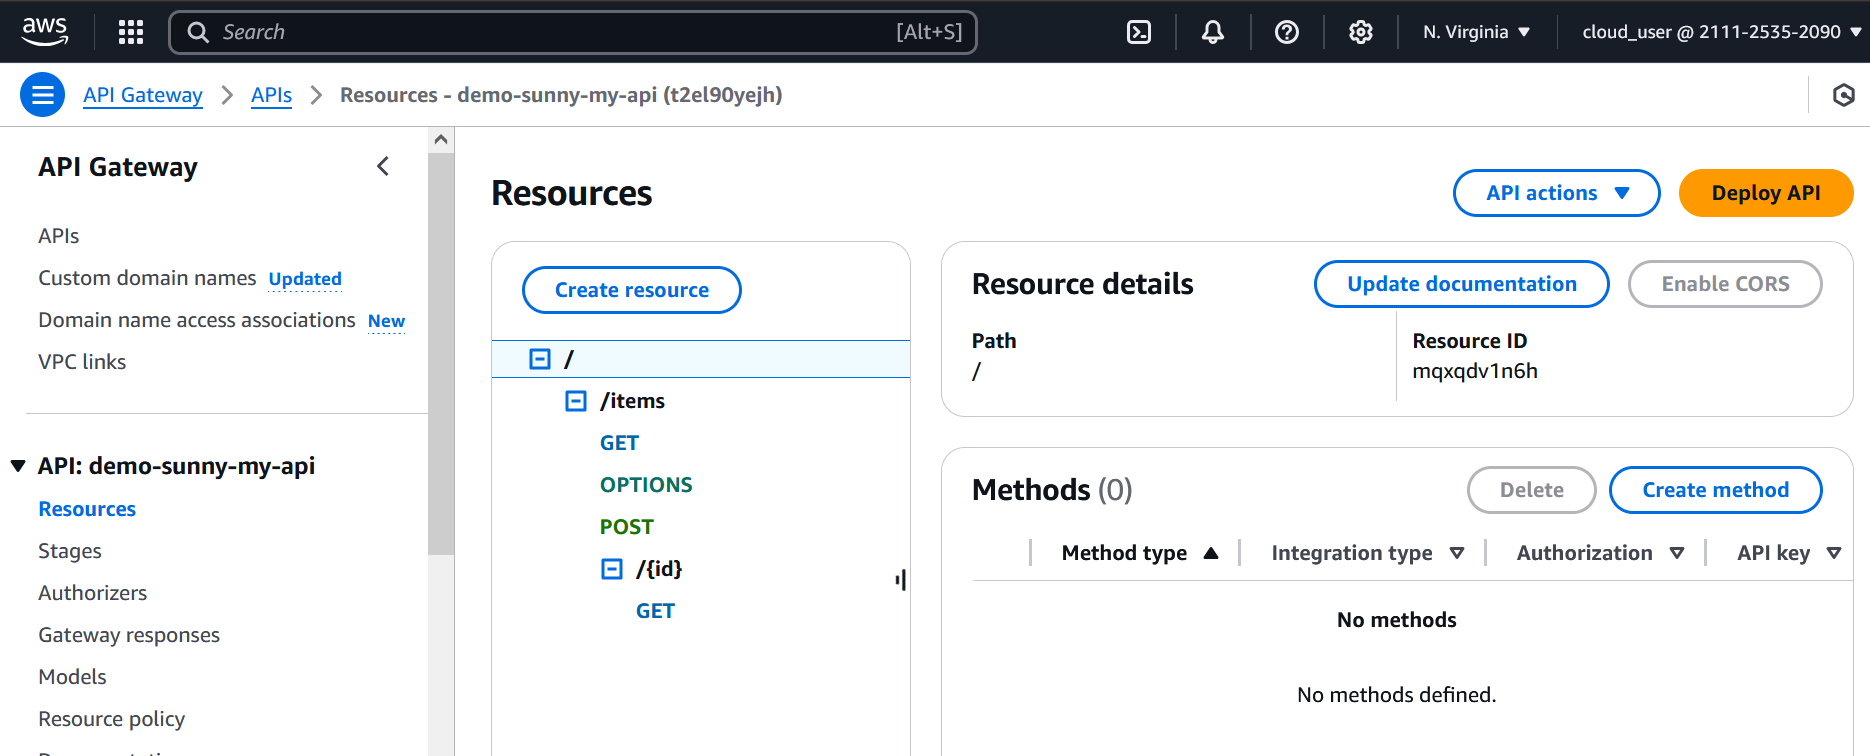 aws
Search [Alt+S]
N. Virginia
cloud_user @ 2111-2535-2090
API Gateway
APIs
Resources - demo-sunny-my-api (t2el90yejh)
API Gateway
APIs
Custom domain names Updated
Domain name access associations New
VPC links
API: demo-sunny-my-api
Resources
Stages
Authorizers
Gateway responses
Models
Resource policy
Resources
API actions
Deploy API
Create resource
/
/items
GET
OPTIONS
POST
/{id}
GET
Resource details
Update documentation
Enable CORS
Path
/
Resource ID
mqxqdv1n6h
Methods (0)
Delete
Create method
Method type
Integration type
Authorization
API key
No methods
No methods defined.